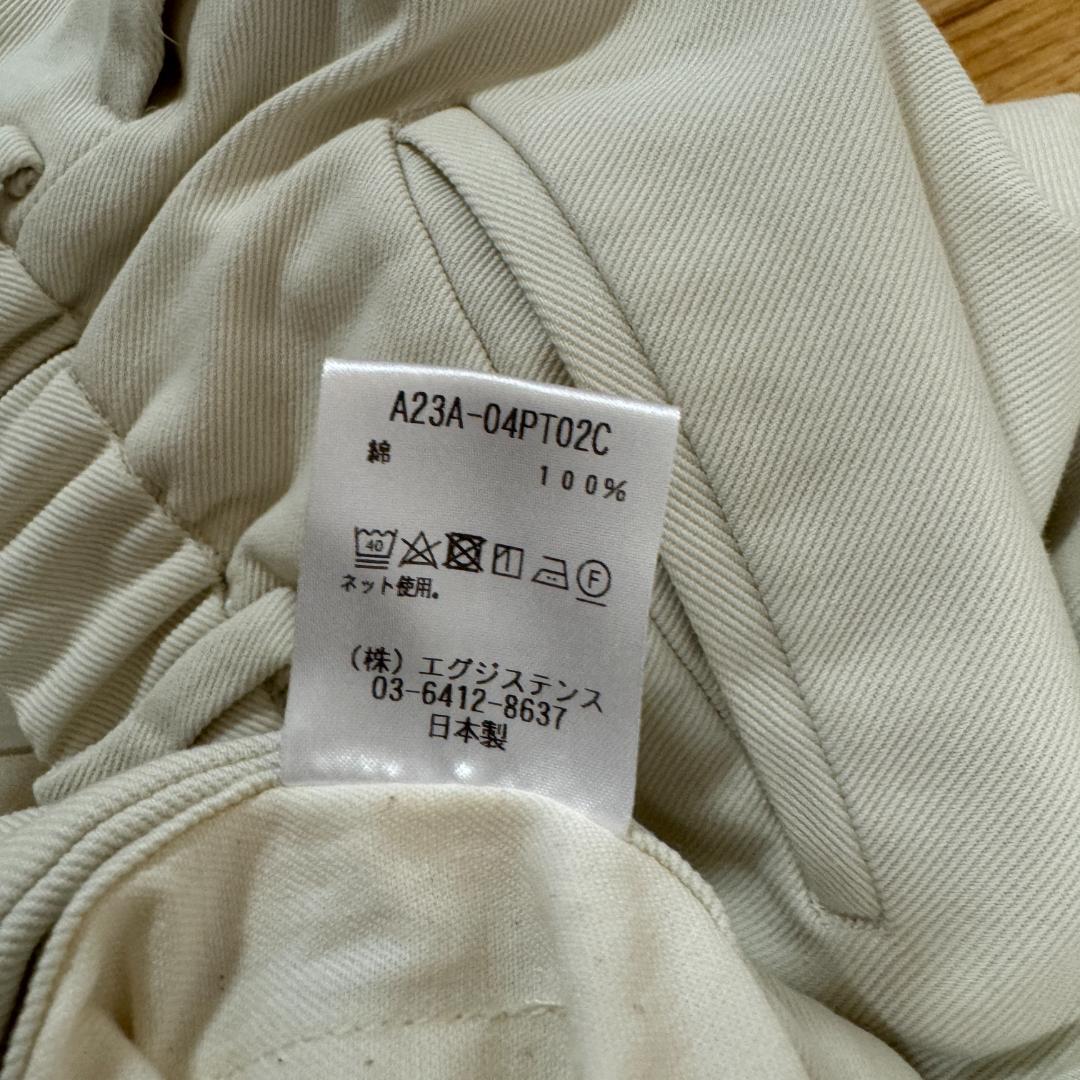 A23A-04PT02C
綿
100%
40
F
ネット使用。
(株)エグジステンス
03-6412-8637
日本製